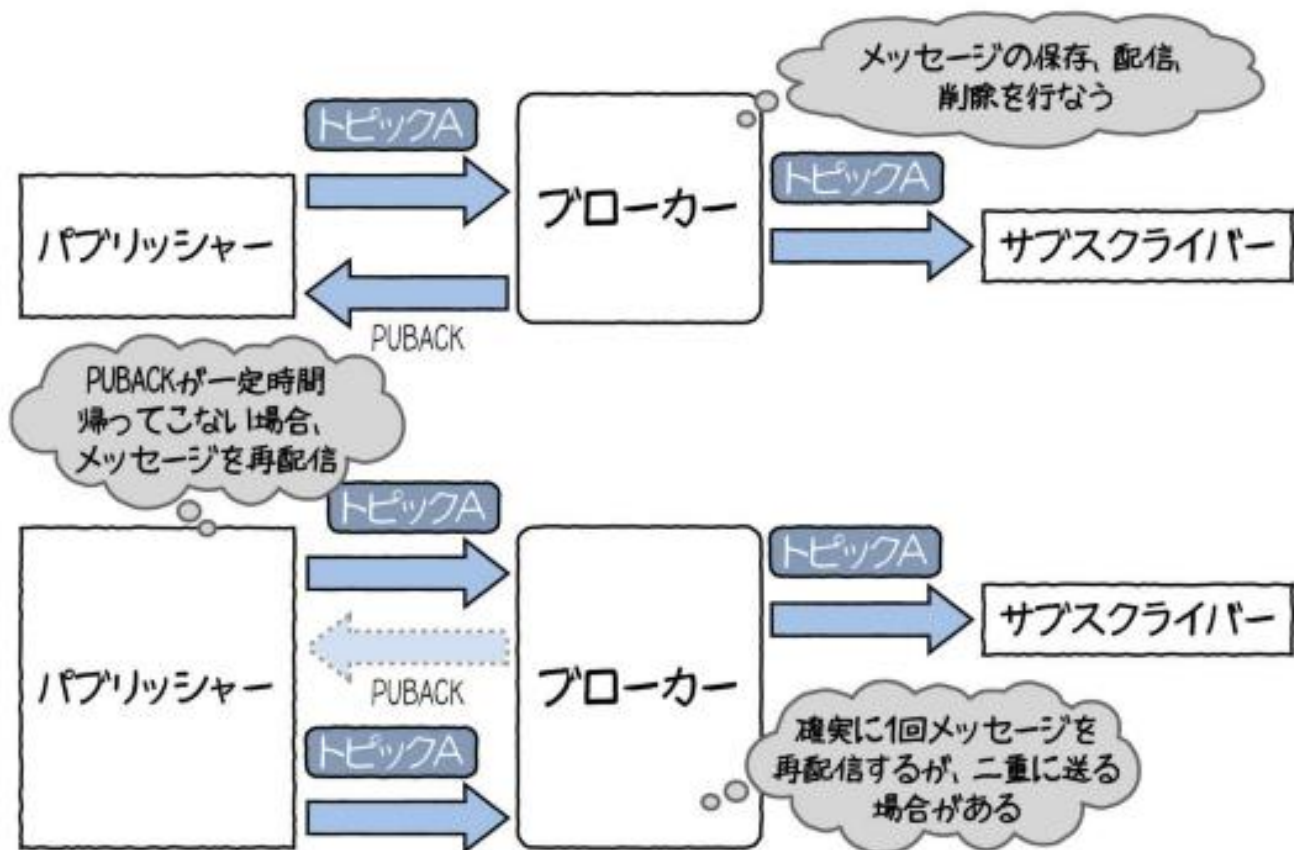 メッセージの保存、配信、
削除を行なう
トピックA
ブローカー
トピックA
パブリッシャー
サブスクライバー
PUBACK
PUBACKが一定時間
帰ってこない場合、
メッセージを再配信
トピックA
トピックA
パブリッシャー
ブローカー
サブスクライバー
PUBACK
トピックA
確実に1回メッセージを
再配信するが、二重に送る
場合がある